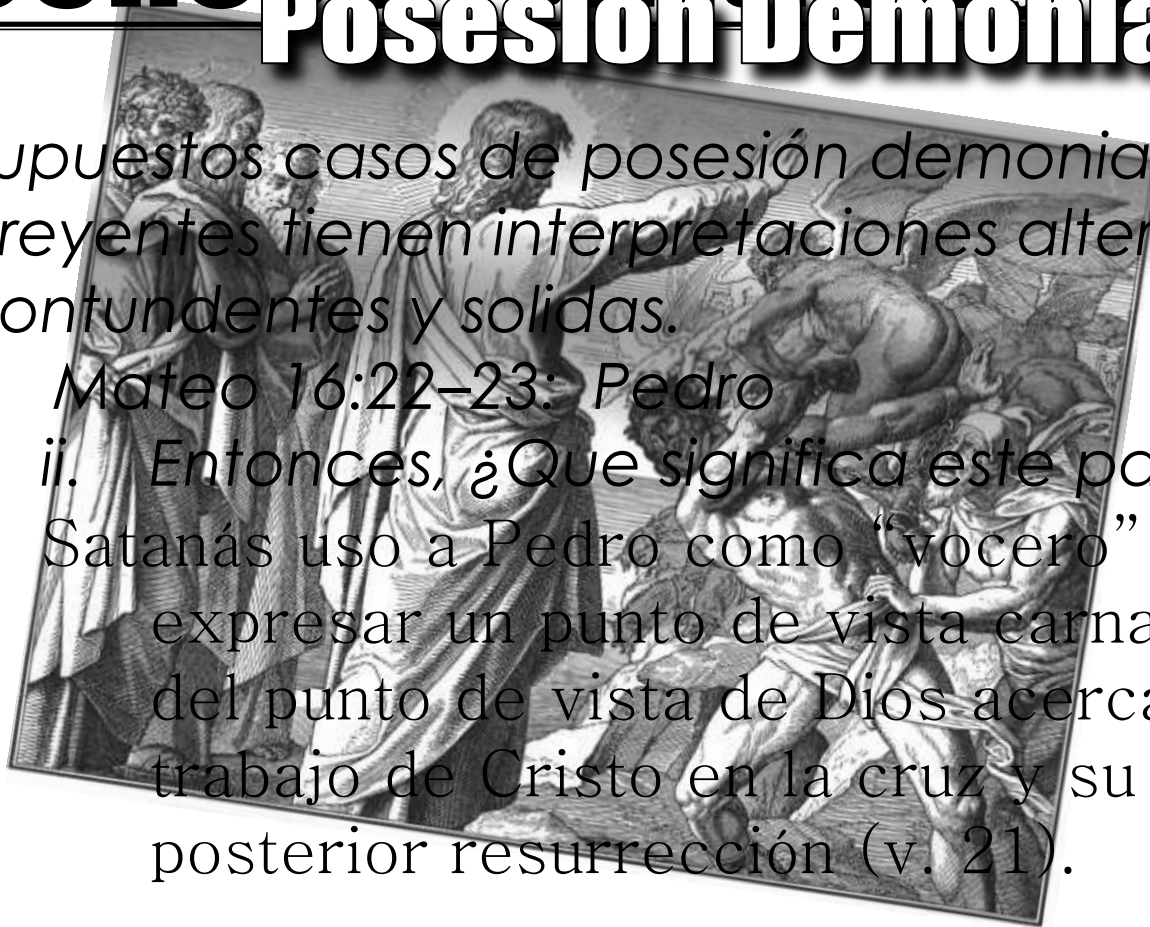 Posesión Demonia
upuestos casos de posesión demonia
reyentes tienen interpretaciones alter
ontundentes y solidas.
Mateo 16:22–23: Pedro
ii. Entonces, ¿Que significa este pa
Satanás uso a Pedro como “vocero”
expresar un punto de vista carna
del punto de vista de Dios acerca
trabajo de Cristo en la cruz y su
posterior resurrección (v. 21).